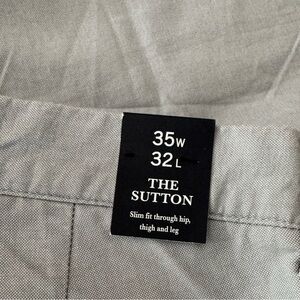 35W
32L
THE
SUTTON
Slim fit through hip,
thigh and leg